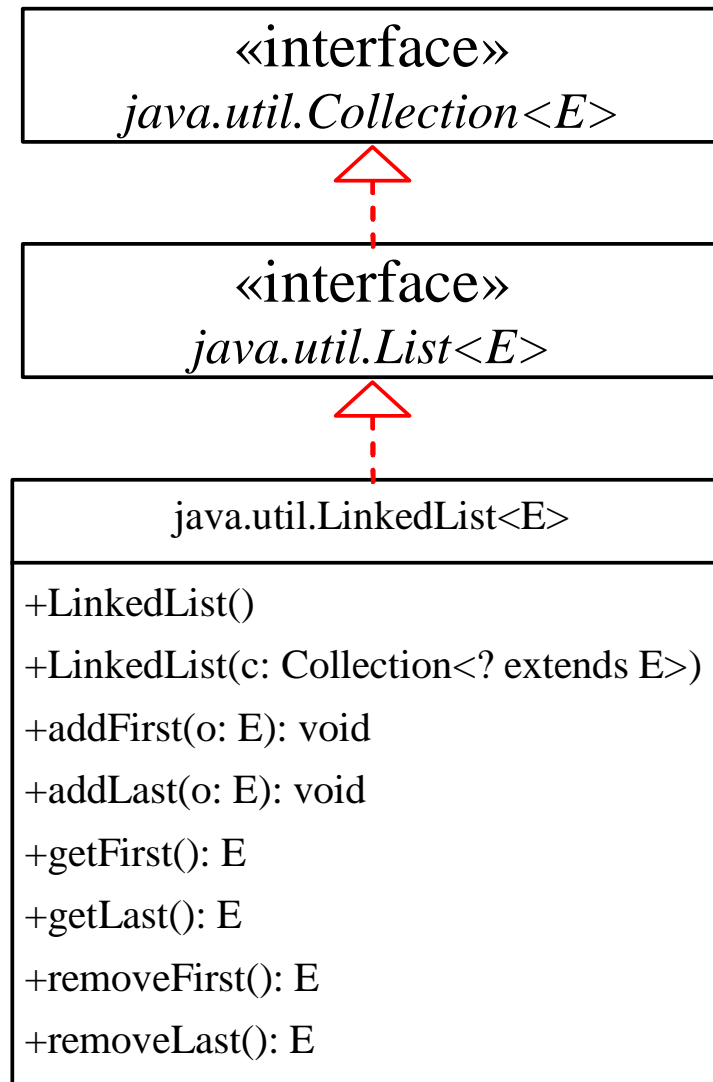 «interface»
java.util.Collection<E>
«interface»
java.util.List<E>
java.util.LinkedList<E>
+LinkedList()
+LinkedList(c: Collection<? extends E>)
+addFirst(o: E): void
+addLast(o: E): void
+getFirst(): E
+getLast(): E
+removeFirst(): E
+removeLast(): E